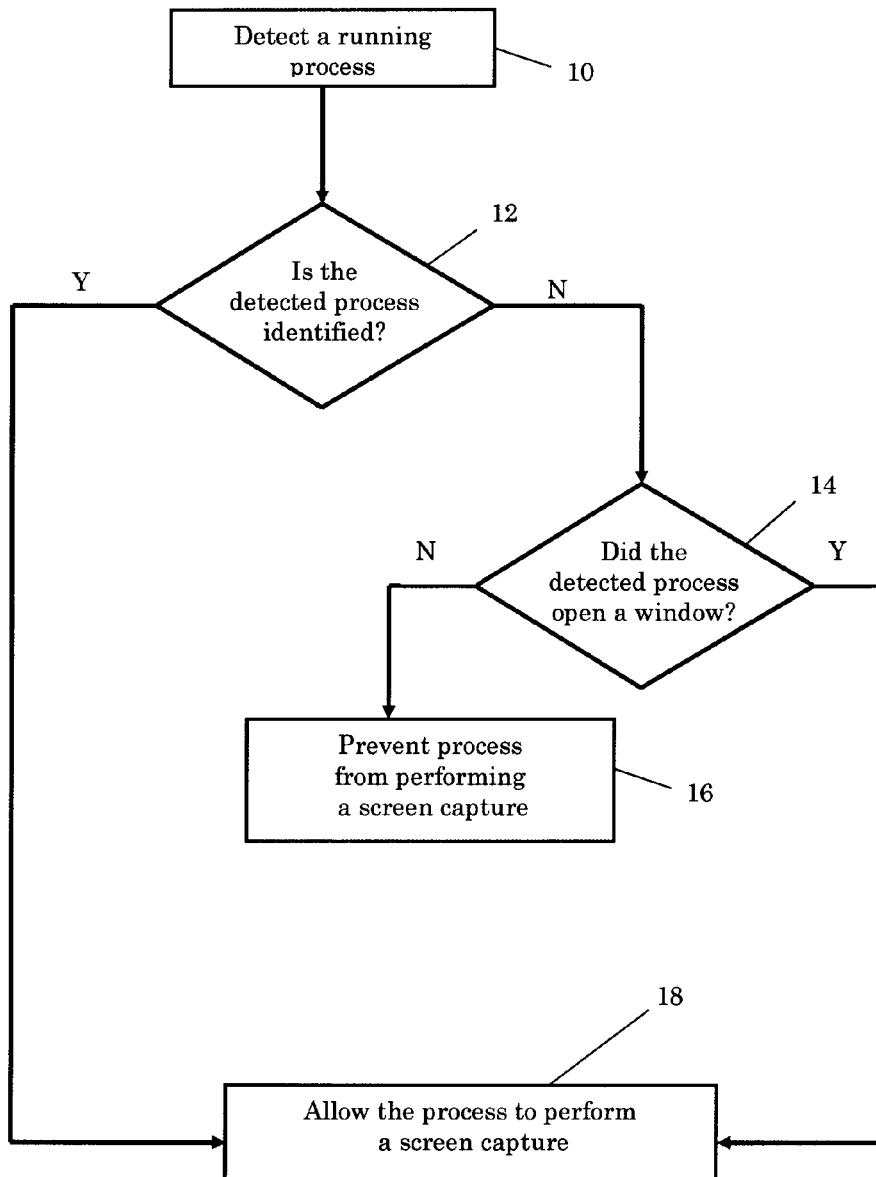 Detect a running
process
10
12
Is the
detected process
identified?
Y
N
14
Did the
detected process
open a window?
N
Y
Prevent process
from performing
a screen capture
16
18
Allow the process to perform
a screen capture